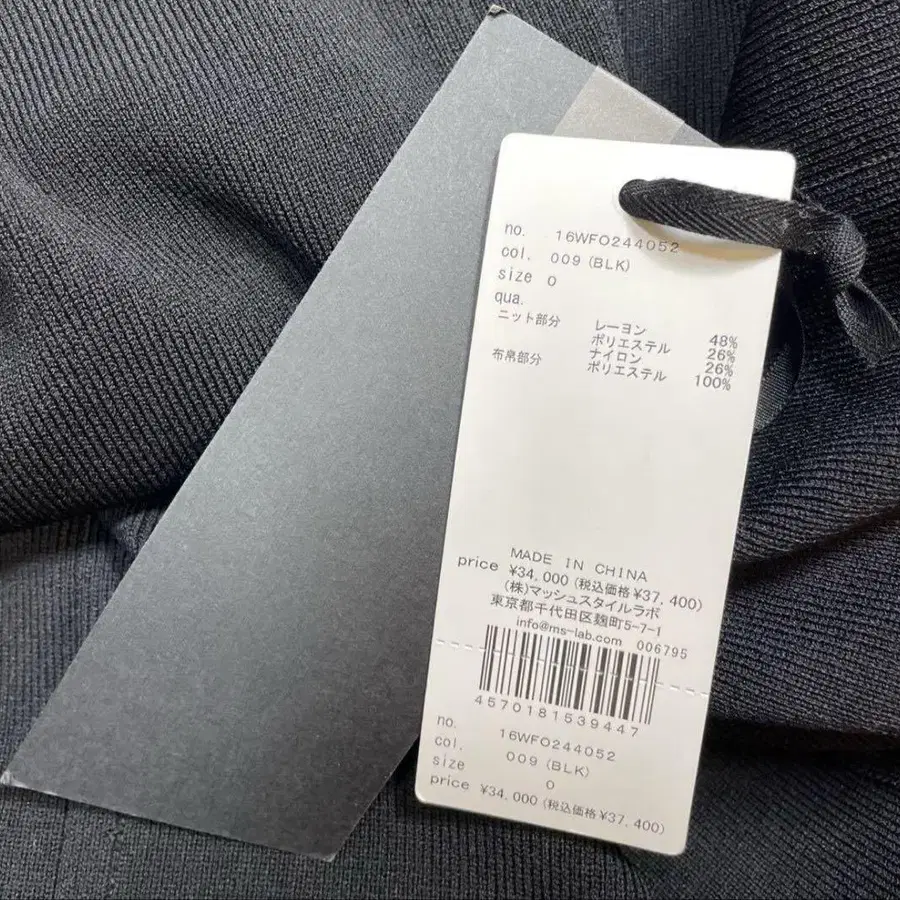 no. 16WFO244052
col. 009 (BLK)
size 0
qua.
ニット部分 レーヨン 48%
ポリエステル 26%
ナイロン 26%
布帛部分 ポリエステル 100%
MADE IN CHINA
price ¥34,000 (税込価格¥37,400)
(株)マッシュスタイルラボ
東京都千代田区麹町5-7-1
info@ms-lab.com 006795
4570181539447
no. 16WFO244052
col. 009 (BLK)
size 0
price ¥34,000 (税込価格¥37,400)